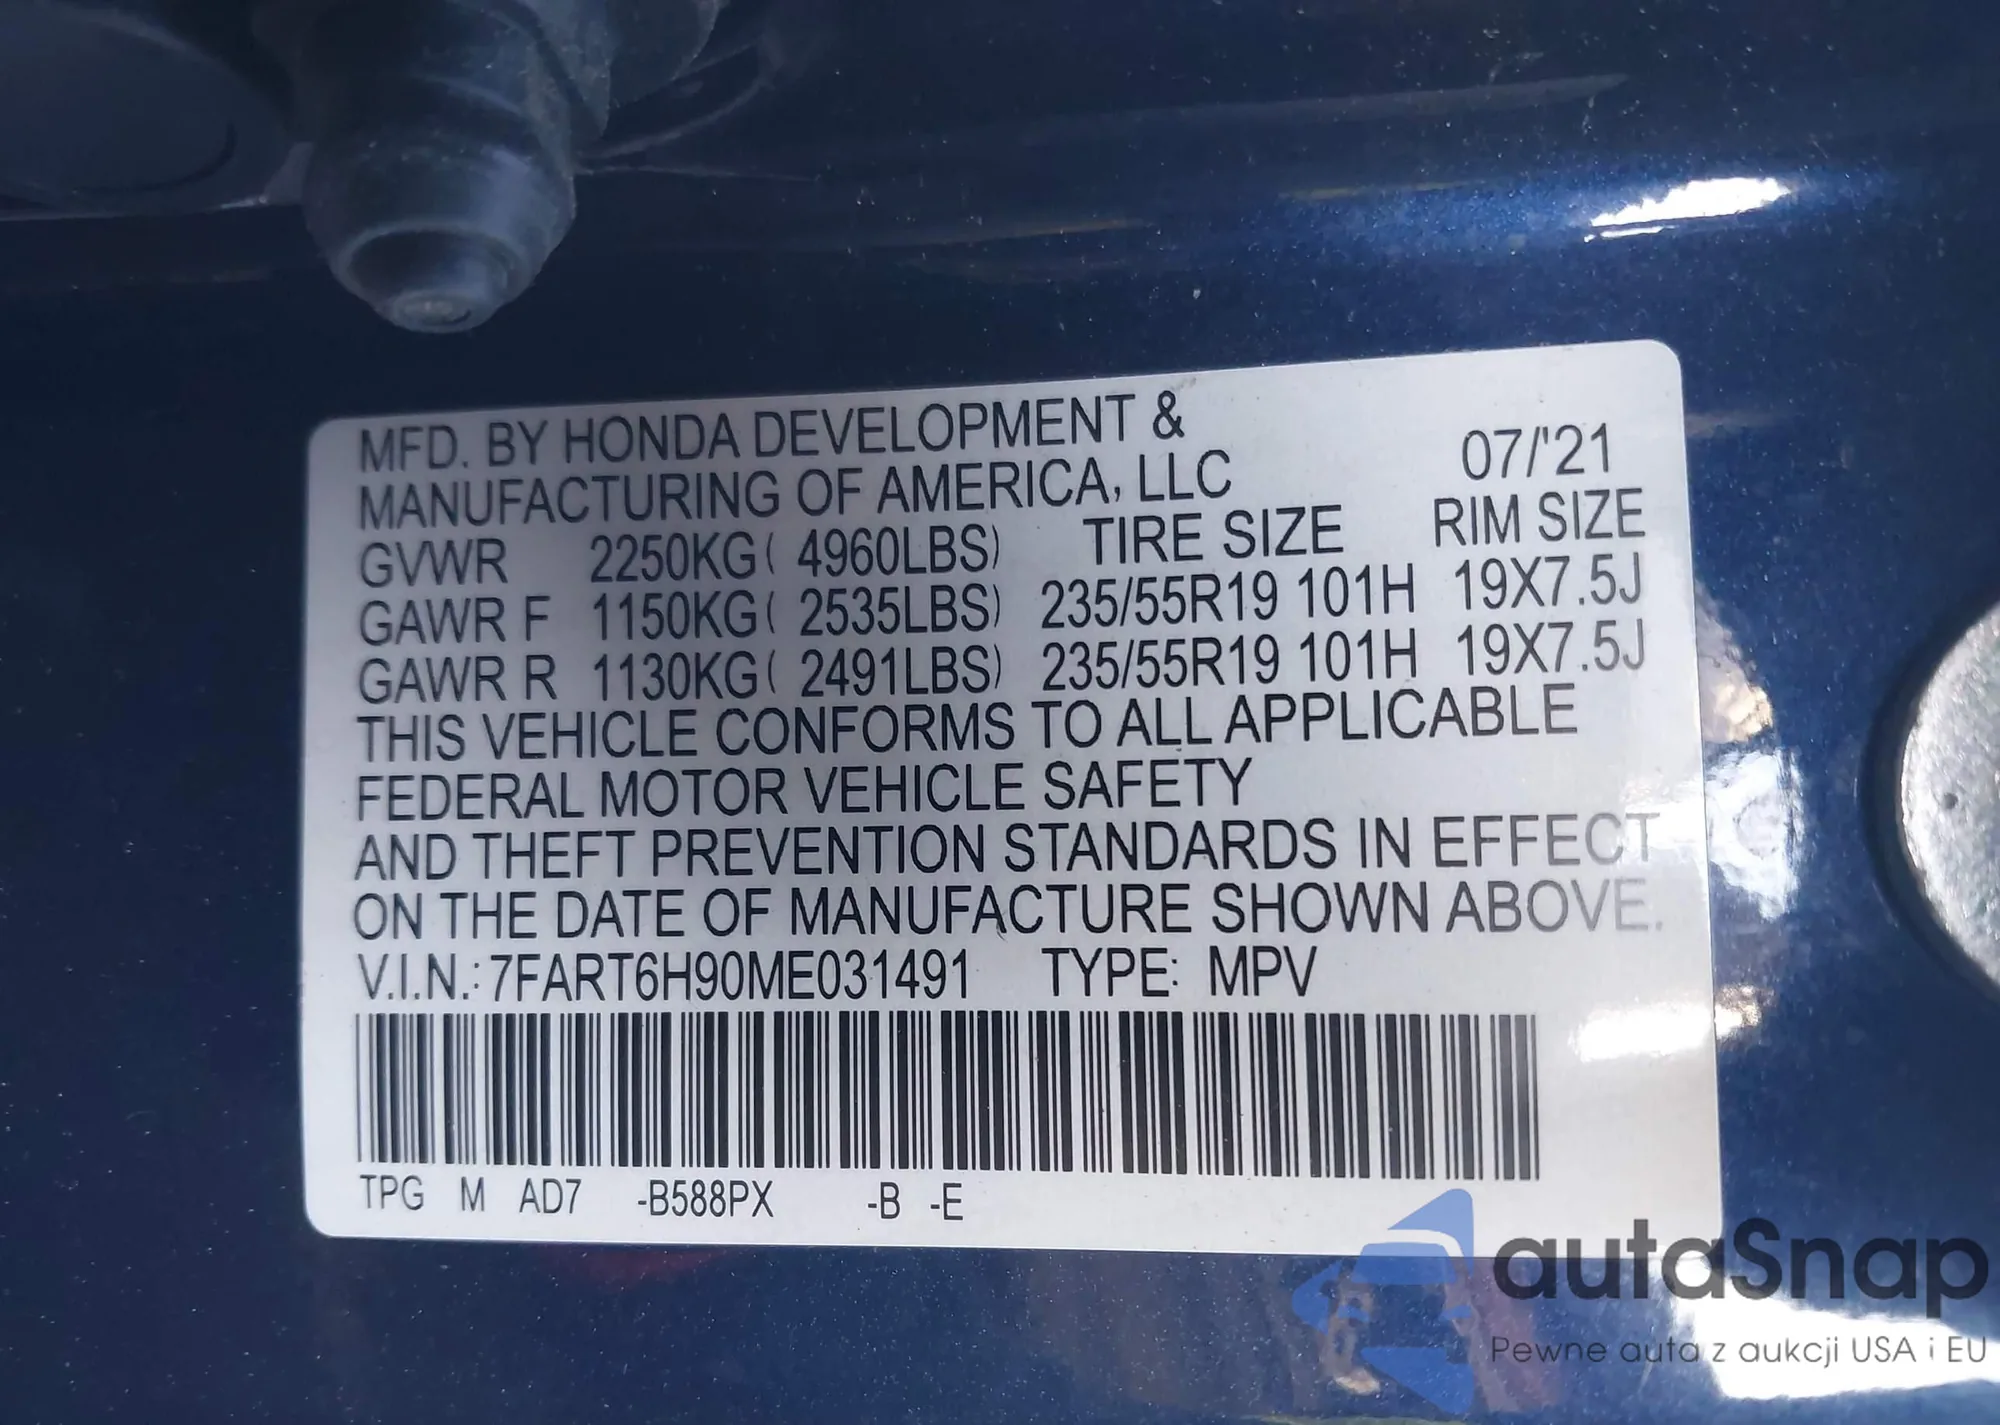 MFD. BY HONDA DEVELOPMENT &
MANUFACTURING OF AMERICA, LLC 07/'21
GVWR 2250KG( 4960LBS) TIRE SIZE RIM SIZE
GAWR F 1150KG( 2535LBS) 235/55R19 101H 19X7.5J
GAWR R 1130KG( 2491LBS) 235/55R19 101H 19X7.5J
THIS VEHICLE CONFORMS TO ALL APPLICABLE
FEDERAL MOTOR VEHICLE SAFETY
AND THEFT PREVENTION STANDARDS IN EFFECT
ON THE DATE OF MANUFACTURE SHOWN ABOVE.
V.I.N.: 7FART6H90ME031491 TYPE: MPV
TPG M AD7 -B588PX -B -E
autaSnap
Pewne auta z aukcji USA i EU